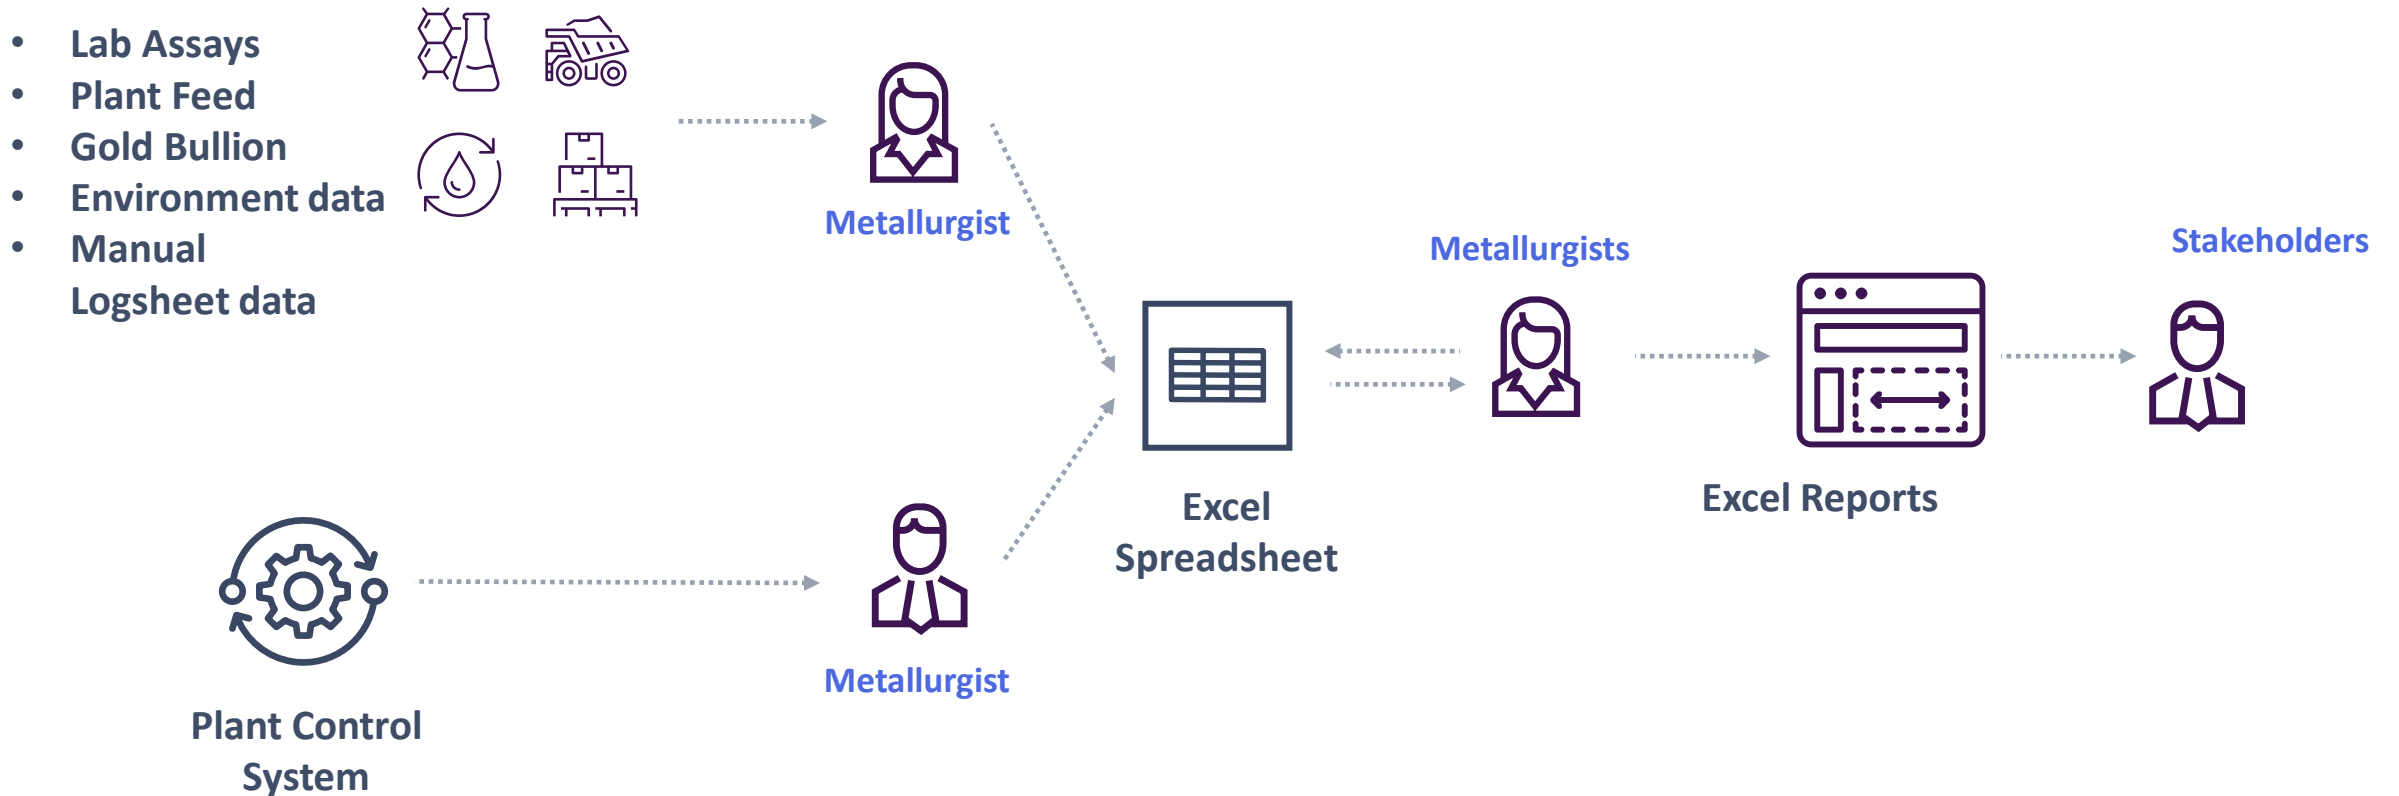 • Lab Assays
• Plant Feed
• Gold Bullion
• Environment data
• Manual
Logsheet data
Metallurgist
Metallurgists
Stakeholders
Excel
Spreadsheet
Excel Reports
Metallurgist
Plant Control
System